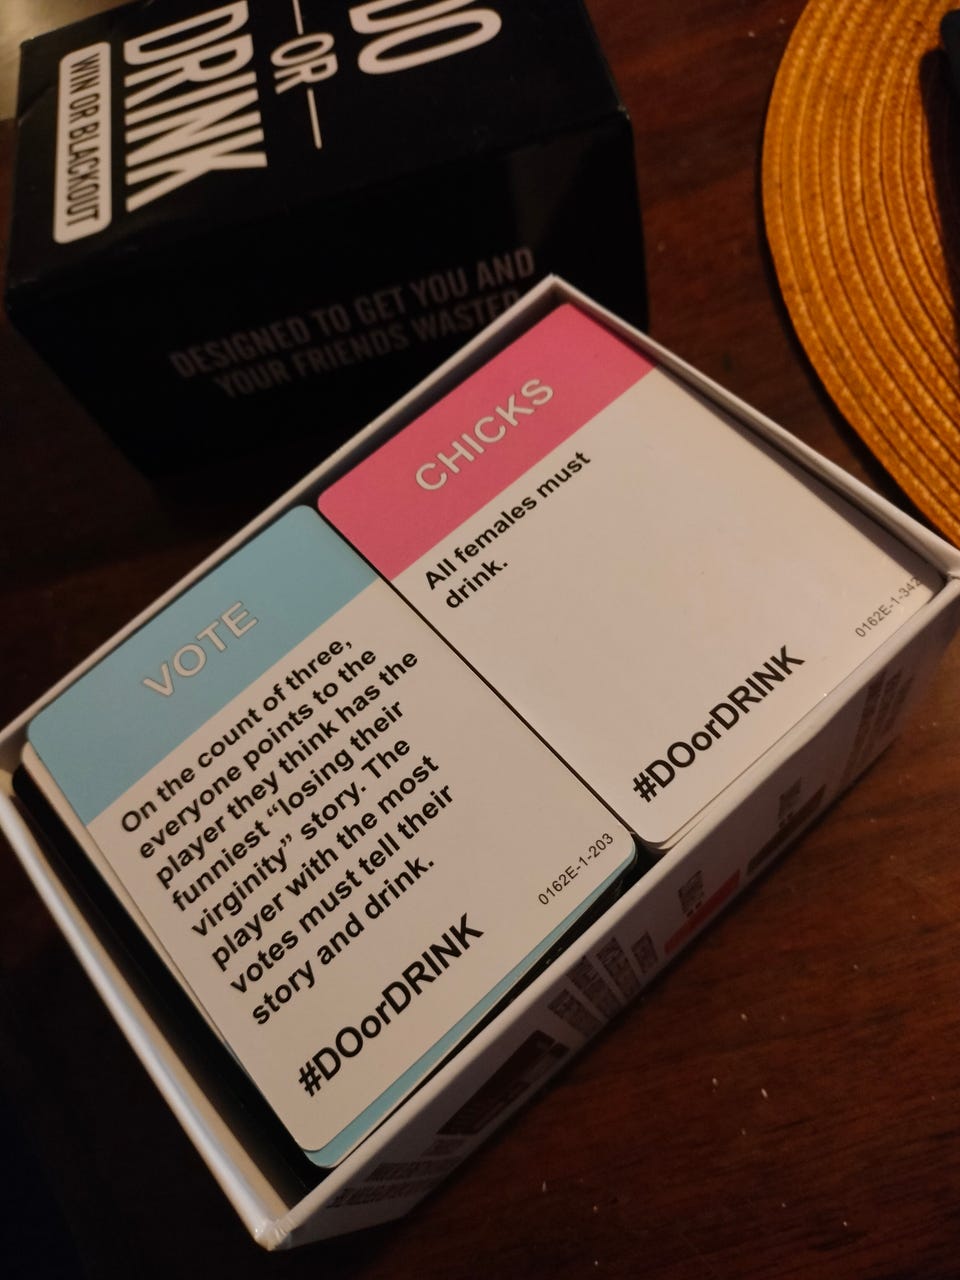 DO
OR
DRINK
WIN OR BLACKOUT
DESIGNED TO GET YOU AND
YOUR FRIENDS WASTED
CHICKS
All females must
drink.
0162E-1-342
#DOorDRINK
VOTE
On the count of three,
everyone points to the
player they think has the
funniest “losing their
virginity” story. The
player with the most
votes must tell their
story and drink.
0162E-1-203
#DOorDRINK